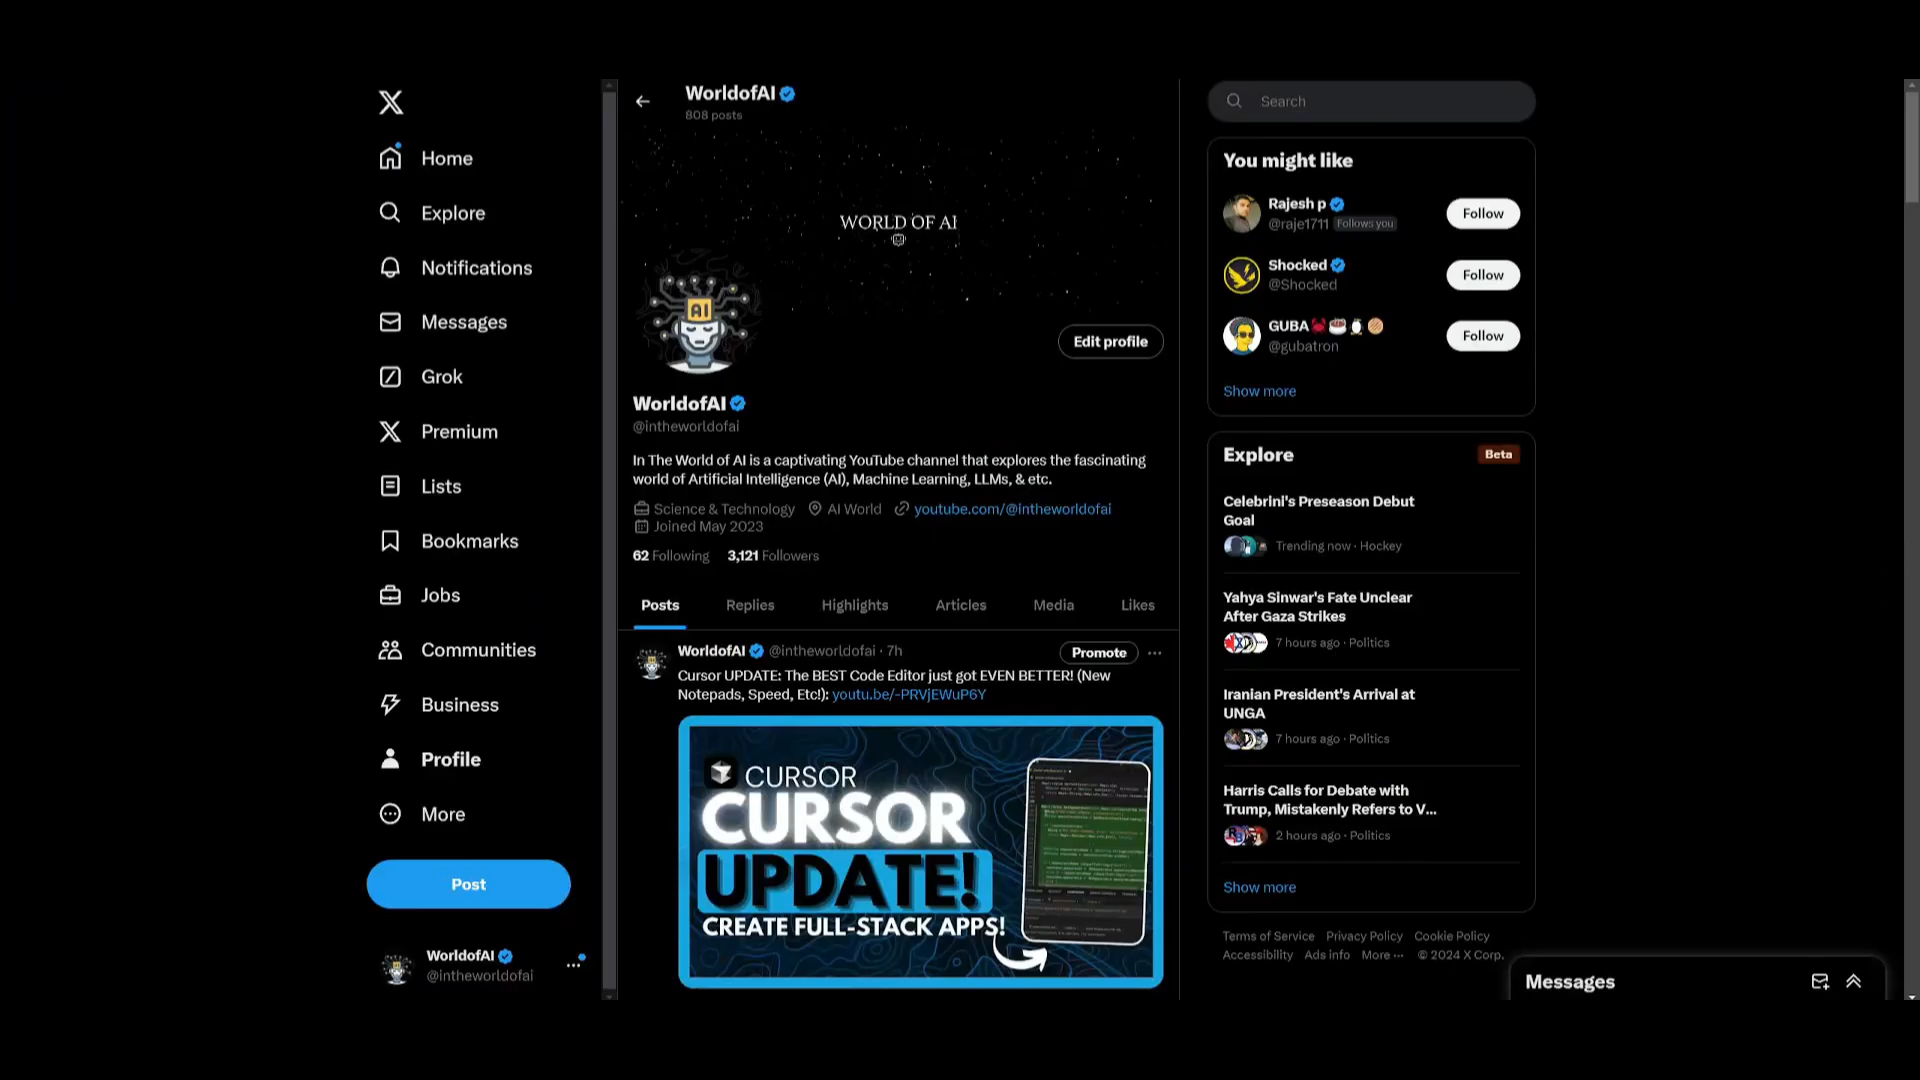 Home
Explore
Notifications
Messages
Grok
Premium
Lists
Bookmarks
Jobs
Communities
Business
Profile
More
Post
WorldofAI
@intheworldofai
WorldofAI
808 posts
WORLD OF AI
AI
Edit profile
WorldofAI
@intheworldofai
In The World of AI is a captivating YouTube channel that explores the fascinating
world of Artificial Intelligence (AI), Machine Learning, LLMs, & etc.
Science & Technology AI World youtube.com/@intheworldofai
Joined May 2023
62 Following 3,121 Followers
Posts Replies Highlights Articles Media Likes
WorldofAI @intheworldofai · 7h Promote
Cursor UPDATE: The BEST Code Editor just got EVEN BETTER! (New
Notepads, Speed, Etc!): youtu.be/-PRVjEWuP6Y
CURSOR
CURSOR
UPDATE!
CREATE FULL-STACK APPS!
Search
You might like
Rajesh p
@raje1711 Follows you
Follow
Shocked
@Shocked
Follow
GUBA
@gubatron
Follow
Show more
Explore Beta
Celebrini's Preseason Debut
Goal
Trending now · Hockey
Yahya Sinwar's Fate Unclear
After Gaza Strikes
7 hours ago · Politics
Iranian President's Arrival at
UNGA
7 hours ago · Politics
Harris Calls for Debate with
Trump, Mistakenly Refers to V...
2 hours ago · Politics
Show more
Terms of Service Privacy Policy Cookie Policy
Accessibility Ads info More ··· © 2024 X Corp.
Messages